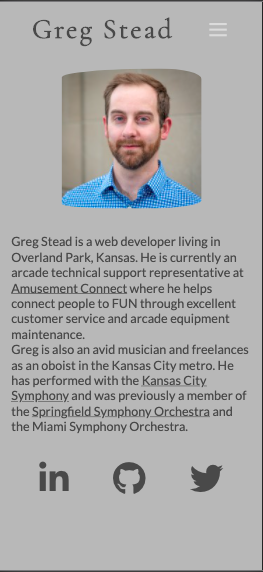 Greg Stead
Greg Stead is a web developer living in
Overland Park, Kansas. He is currently an
arcade technical support representative at
Amusement Connect where he helps
connect people to FUN through excellent
customer service and arcade equipment
maintenance.
Greg is also an avid musician and freelances
as an oboist in the Kansas City metro. He
has performed with the Kansas City
Symphony and was previously a member of
the Springfield Symphony Orchestra and
the Miami Symphony Orchestra.
in